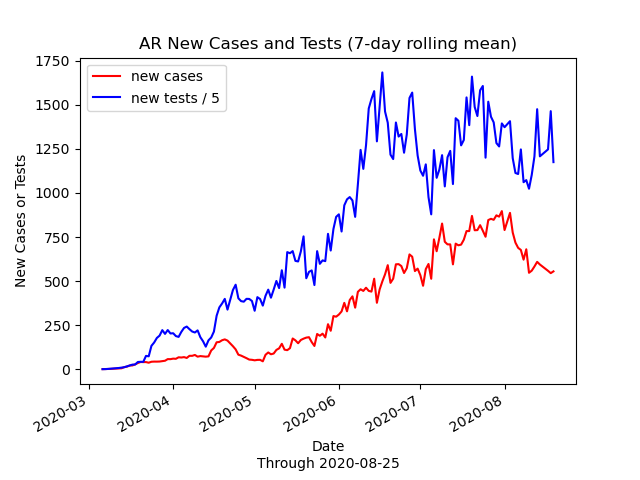 AR New Cases and Tests (7-day rolling mean)
new cases
new tests / 5
New Cases or Tests
1750
1500
1250
1000
750
500
250
0
2020-03
2020-04
2020-05
2020-06
2020-07
2020-08
Date
Through 2020-08-25